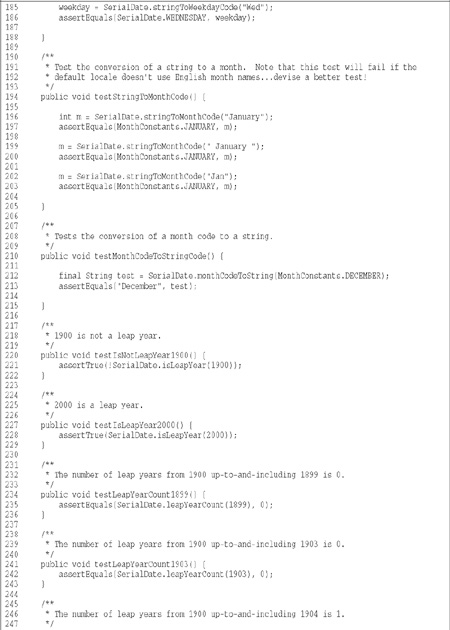 185 weekday = SerialDate.stringToWeekdayCode("Wed");
186 assertEquals(SerialDate.WEDNESDAY, weekday);
187
188 }
189
190 /**
191 * Test the conversion of a string to a month. Note that this test will fail if the
192 * default locale doesn't use English month names...devise a better test!
193 */
194 public void testStringToMonthCode() {
195
196 int m = SerialDate.stringToMonthCode("January");
197 assertEquals(MonthConstants.JANUARY, m);
198
199 m = SerialDate.stringToMonthCode(" January ");
200 assertEquals(MonthConstants.JANUARY, m);
201
202 m = SerialDate.stringToMonthCode("Jan");
203 assertEquals(MonthConstants.JANUARY, m);
204
205 }
206
207 /**
208 * Tests the conversion of a month code to a string.
209 */
210 public void testMonthCodeToStringCode() {
211
212 final String test = SerialDate.monthCodeToString(MonthConstants.DECEMBER);
213 assertEquals("December", test);
214
215 }
216
217 /**
218 * 1900 is not a leap year.
219 */
220 public void testIsNotLeapYear1900() {
221 assertTrue(!SerialDate.isLeapYear(1900));
222 }
223
224 /**
225 * 2000 is a leap year.
226 */
227 public void testIsLeapYear2000() {
228 assertTrue(SerialDate.isLeapYear(2000));
229 }
230
231 /**
232 * The number of leap years from 1900 up-to-and-including 1899 is 0.
233 */
234 public void testLeapYearCount1899() {
235 assertEquals(SerialDate.leapYearCount(1899), 0);
236 }
237
238 /**
239 * The number of leap years from 1900 up-to-and-including 1903 is 0.
240 */
241 public void testLeapYearCount1903() {
242 assertEquals(SerialDate.leapYearCount(1903), 0);
243 }
244
245 /**
246 * The number of leap years from 1900 up-to-and-including 1904 is 1.
247 */